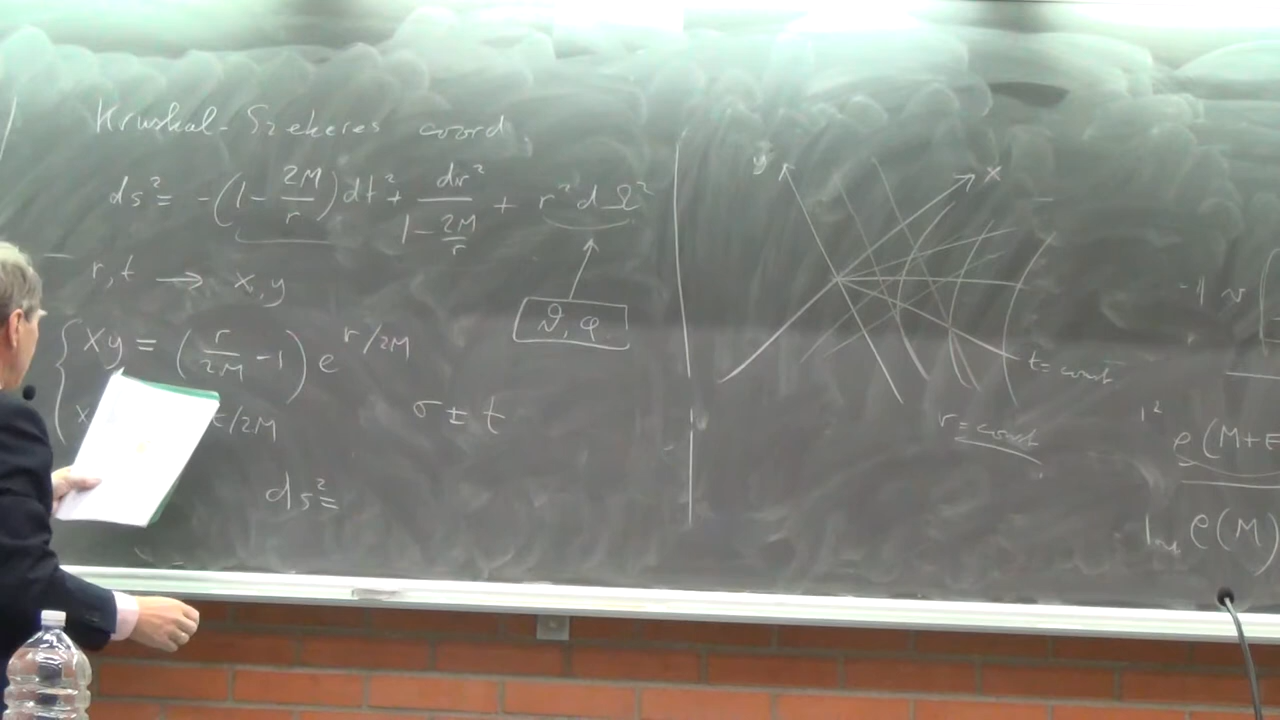 Kruskal-Szekeres coord.
ds² = -(1 - 2M/r)dt² + dr²/(1 - 2M/r) + r²dΩ²
r, t → x, y
ϑ, φ
{ xy = (r/2M - 1) e^{r/2M}
x t/2M
σ ± t
ds² =
y x
t = const
r = const
-1
e(M+E
e(M)